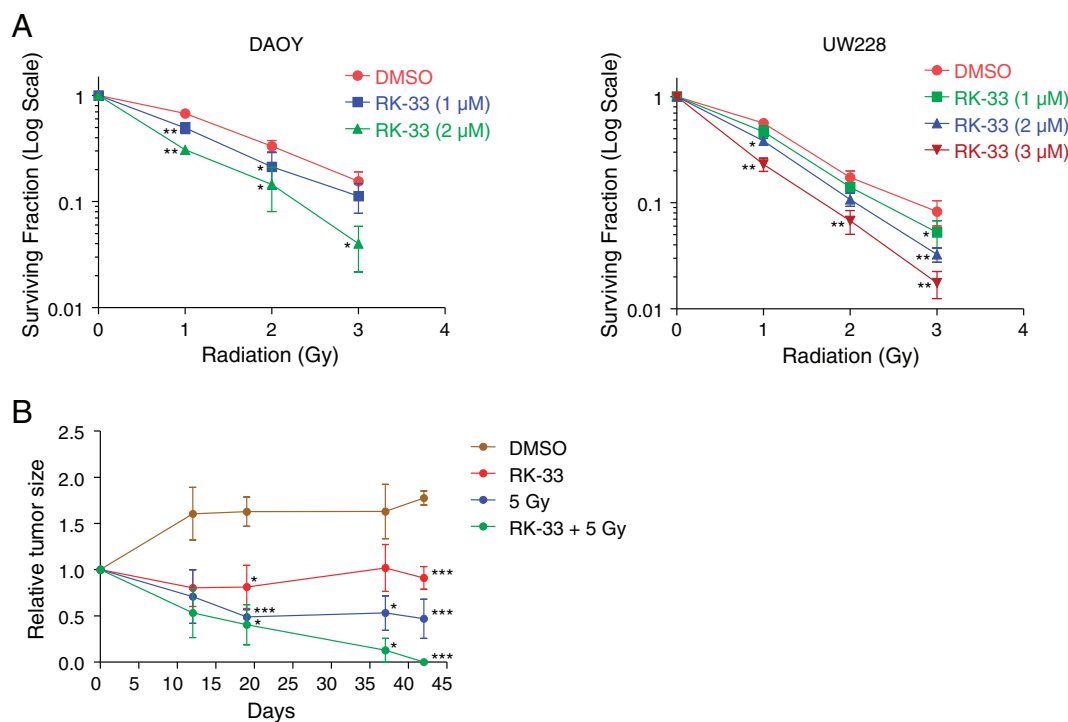 A
DAOY
Surviving Fraction (Log Scale)
1
0.1
0.01
0 1 2 3 4
Radiation (Gy)
DMSO
RK-33 (1 µM)
RK-33 (2 µM)
**
**
*
*
*
UW228
Surviving Fraction (Log Scale)
1
0.1
0.01
0 1 2 3 4
Radiation (Gy)
DMSO
RK-33 (1 µM)
RK-33 (2 µM)
RK-33 (3 µM)
*
**
**
*
**
**
B
Relative tumor size
2.5
2.0
1.5
1.0
0.5
0.0
0 5 10 15 20 25 30 35 40 45
Days
DMSO
RK-33
5 Gy
RK-33 + 5 Gy
*
***
*
*
*
***
***
***